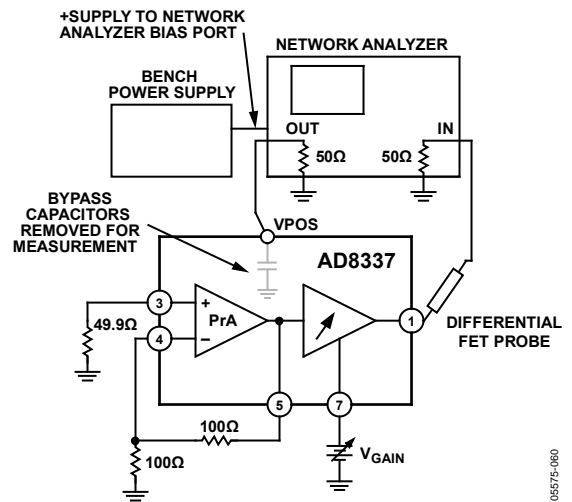 +SUPPLY TO NETWORK
ANALYZER BIAS PORT
NETWORK ANALYZER
BENCH
POWER SUPPLY
OUT
IN
50Ω
50Ω
BYPASS
CAPACITORS
REMOVED FOR
MEASUREMENT
VPOS
AD8337
3
+
PrA
49.9Ω
4
–
1
DIFFERENTIAL
FET PROBE
5
7
100Ω
100Ω
VGAIN
05575-060